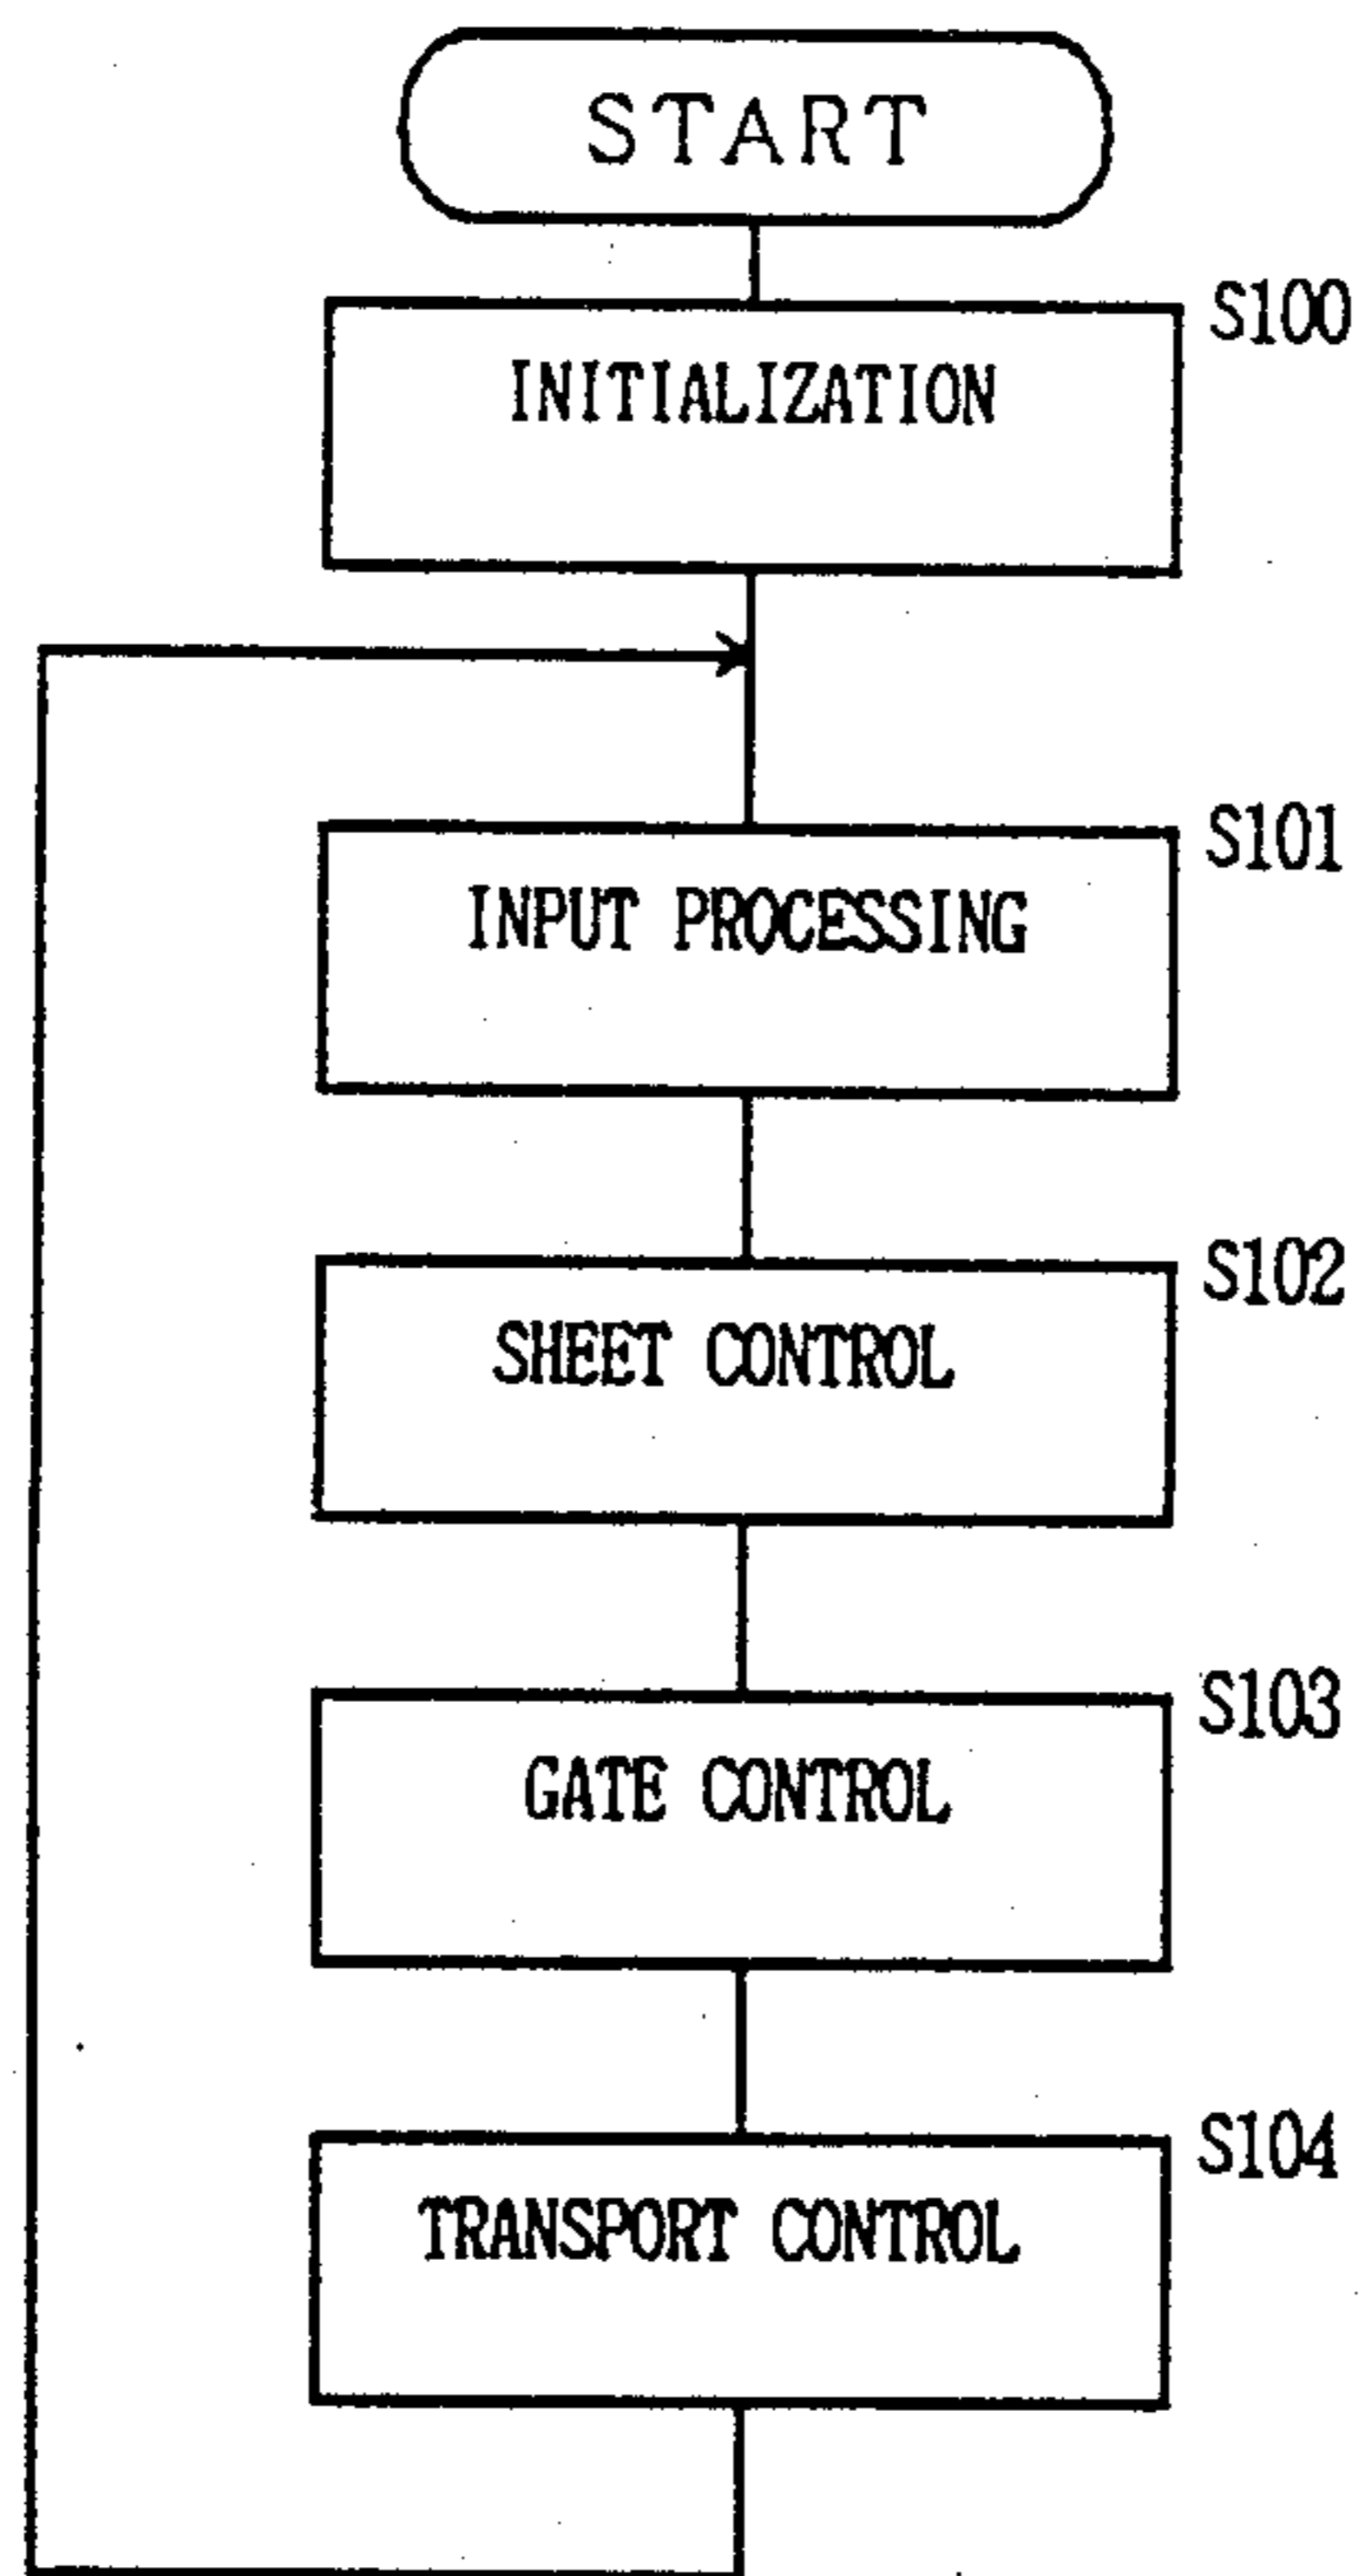 START
S100
INITIALIZATION
S101
INPUT PROCESSING
S102
SHEET CONTROL
S103
GATE CONTROL
S104
TRANSPORT CONTROL